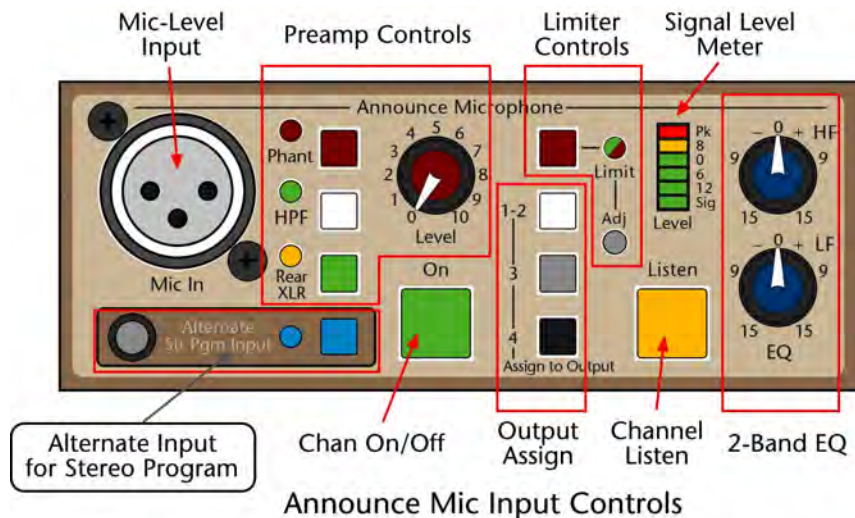 Mic-Level
Input
Preamp Controls
Limiter
Controls
Signal Level
Meter
Announce Microphone
Phant
HPF
Rear
XLR
0 1 2 3 4 5 6 7 8 9 10
Level
Mic In
Limit
Adj
1-2
3
4
Assign to Output
Pk
8
0
6
12
Sig
Level
- 0 + HF
9 9
15 15
- 0 + LF
9 9
15 15
EQ
On
Listen
Alternate
St Pgm Input
Alternate Input
for Stereo Program
Chan On/Off
Output
Assign
Channel
Listen
2-Band EQ
Announce Mic Input Controls